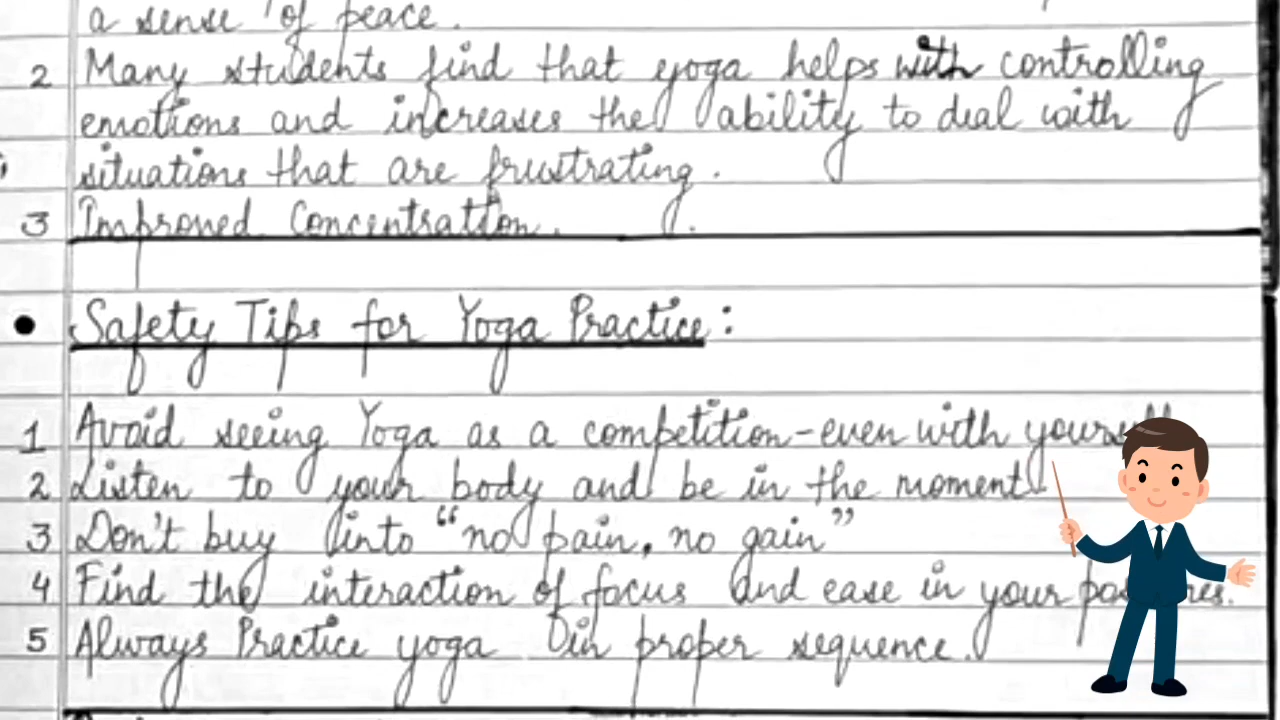 a sense of peace.
2 Many students find that yoga helps with controlling
emotions and increases the ability to deal with
situations that are frustrating.
3 Improved Concentration.
• Safety Tips for Yoga Practice:
1 Avoid seeing Yoga as a competition-even with
2 Listen to your body and be in the moment
3 Don't buy into “no pain, no gain”
4 Find the interaction of focus and ease in your
5 Always Practice yoga in proper sequence.